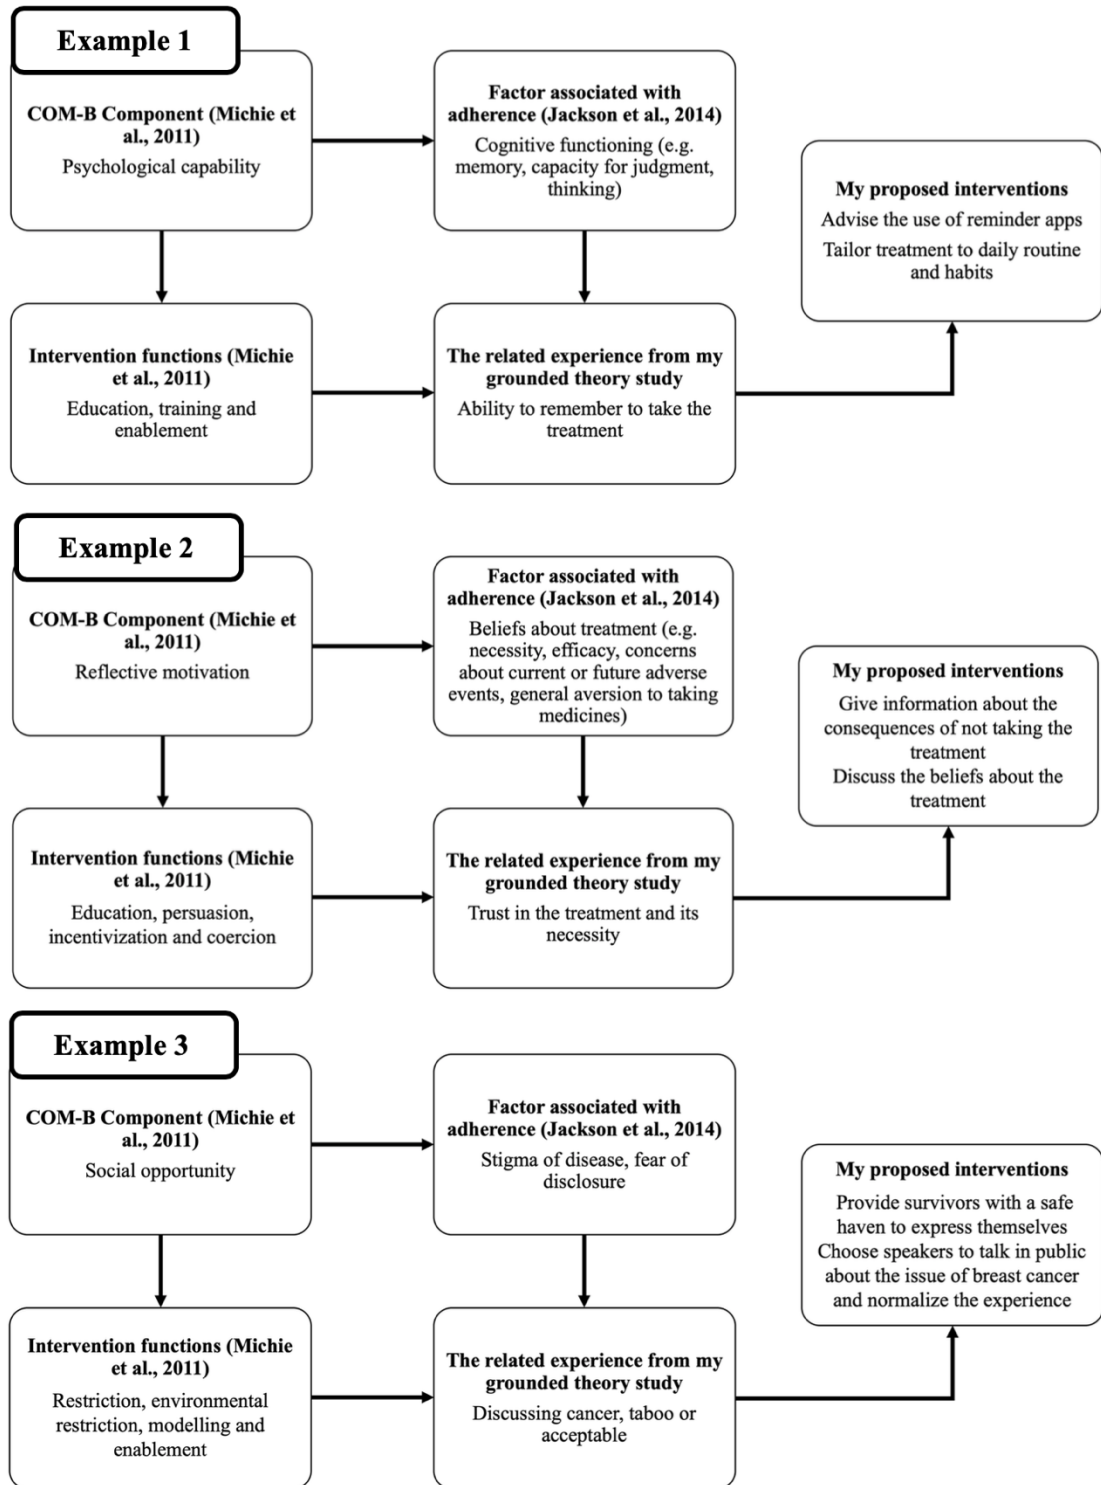 Example 1
COM-B Component (Michie et
al., 2011)
Psychological capability
Factor associated with
adherence (Jackson et al., 2014)
Cognitive functioning (e.g.
memory, capacity for judgment,
thinking)
Intervention functions (Michie
et al., 2011)
Education, training and
enablement
The related experience from my
grounded theory study
Ability to remember to take the
treatment
My proposed interventions
Advise the use of reminder apps
Tailor treatment to daily routine
and habits
Example 2
COM-B Component (Michie et
al., 2011)
Reflective motivation
Factor associated with
adherence (Jackson et al., 2014)
Beliefs about treatment (e.g.
necessity, efficacy, concerns
about current or future adverse
events, general aversion to taking
medicines)
Intervention functions (Michie
et al., 2011)
Education, persuasion,
incentivization and coercion
The related experience from my
grounded theory study
Trust in the treatment and its
necessity
My proposed interventions
Give information about the
consequences of not taking the
treatment
Discuss the beliefs about the
treatment
Example 3
COM-B Component (Michie et
al., 2011)
Social opportunity
Factor associated with
adherence (Jackson et al., 2014)
Stigma of disease, fear of
disclosure
Intervention functions (Michie
et al., 2011)
Restriction, environmental
restriction, modelling and
enablement
The related experience from my
grounded theory study
Discussing cancer, taboo or
acceptable
My proposed interventions
Provide survivors with a safe
haven to express themselves
Choose speakers to talk in public
about the issue of breast cancer
and normalize the experience